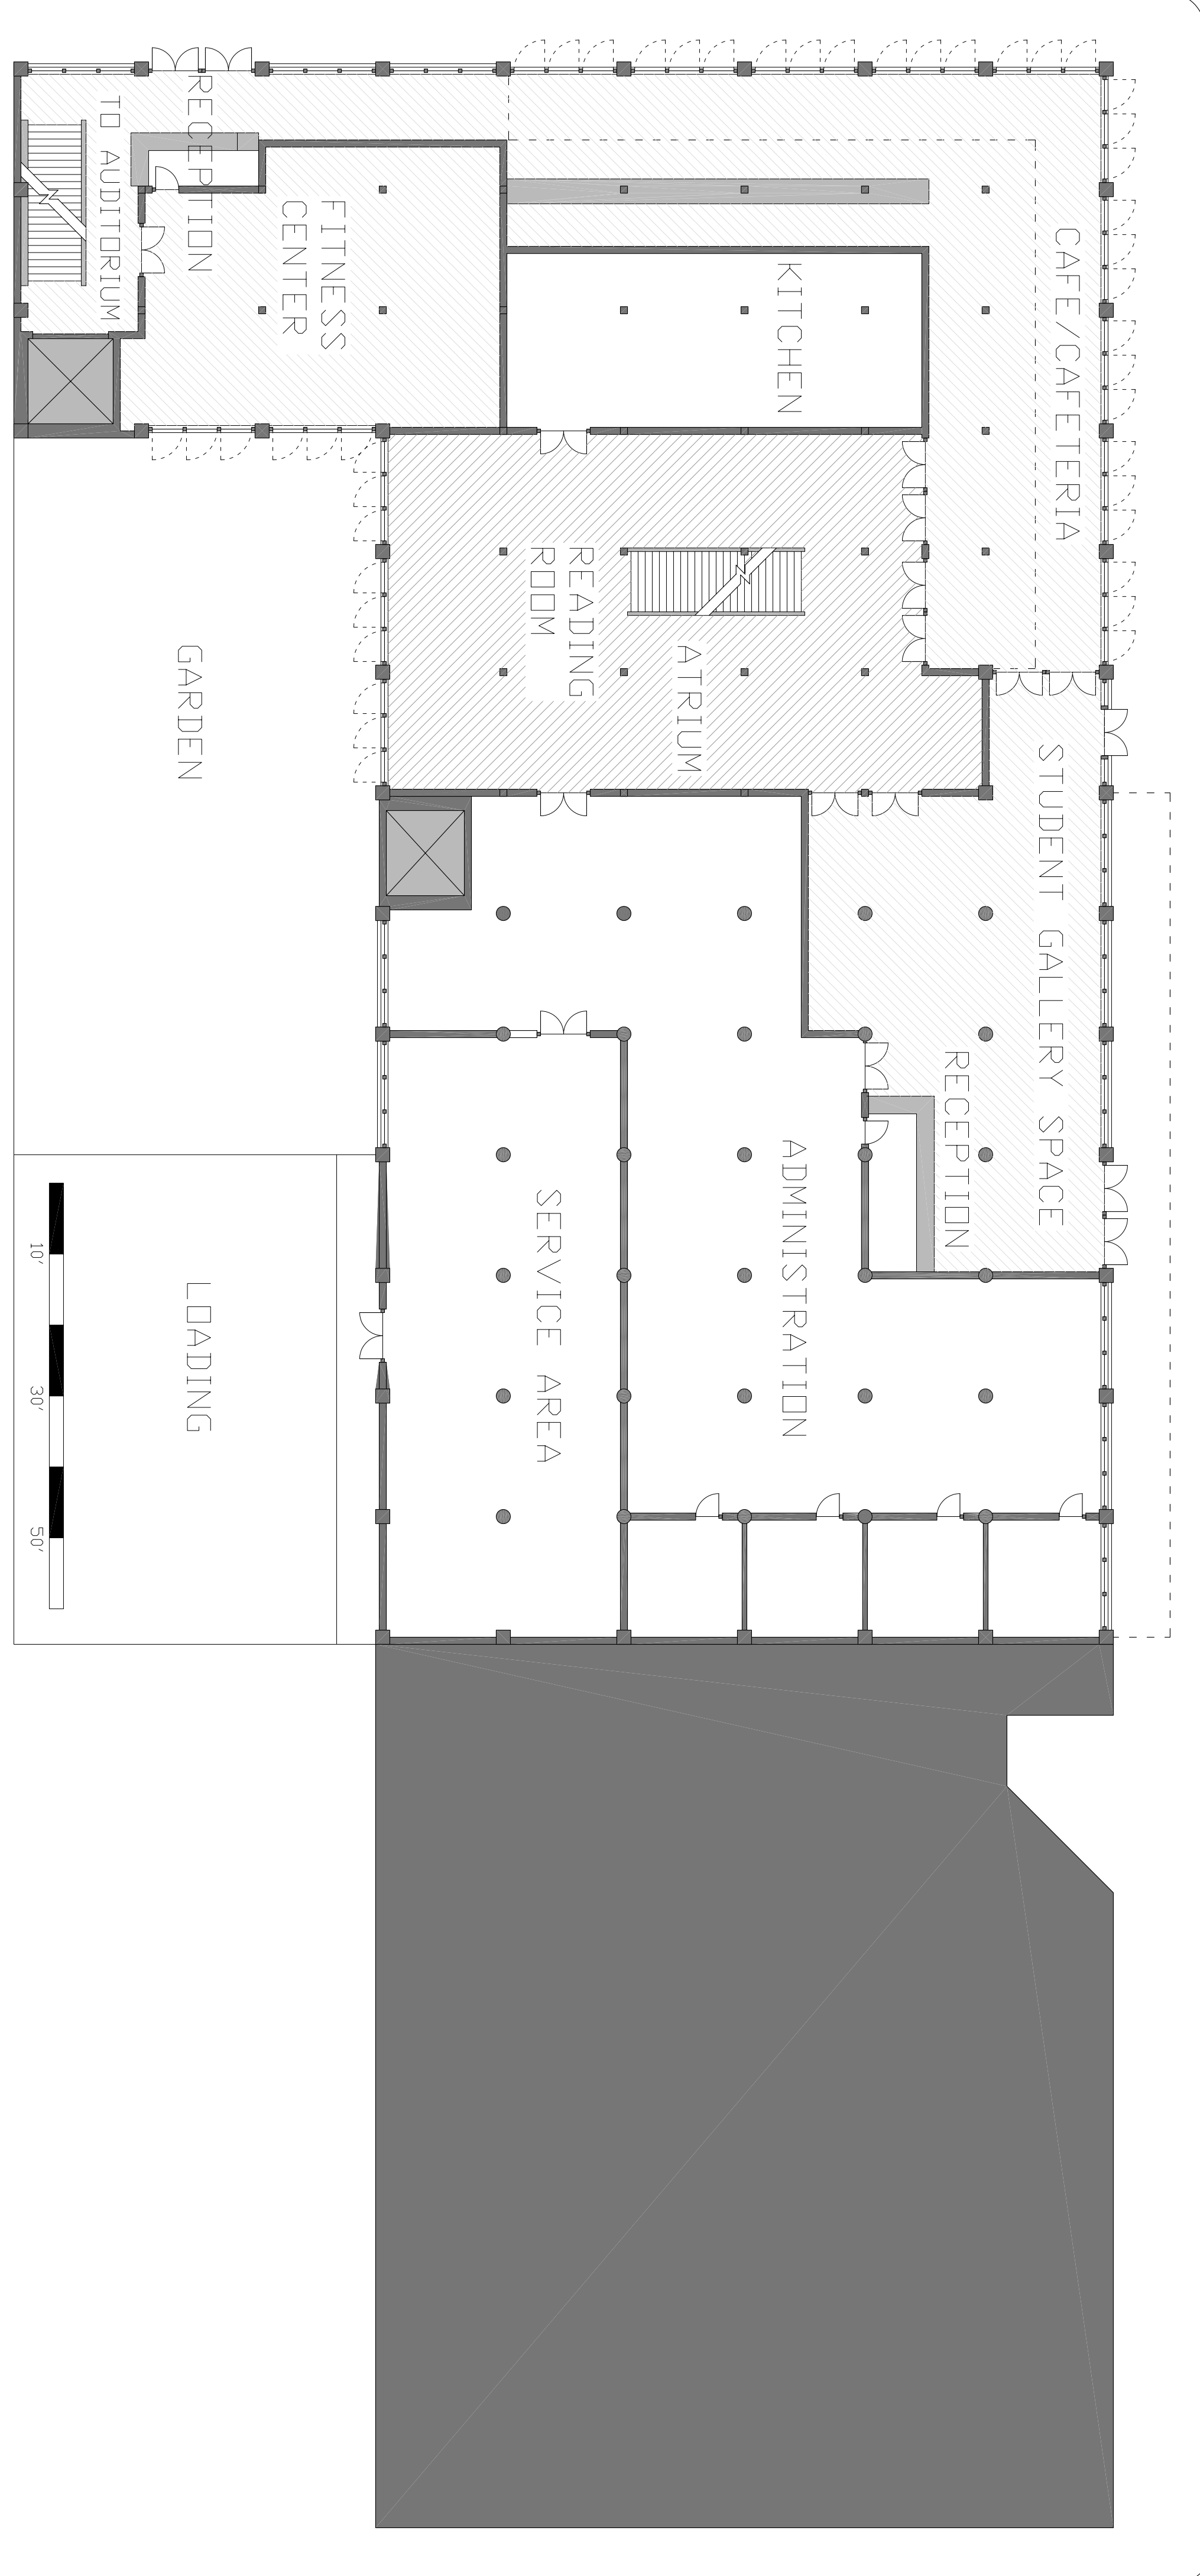 CAFE/CAFETERIA
STUDENT GALLERY SPACE
RECEPTION
KITCHEN
ADMINISTRATION
ATRIUM
READING
ROOM
SERVICE AREA
FITNESS
CENTER
RECEPTION
GARDEN
LOADING
TO AUDITORIUM
10'
30'
50'